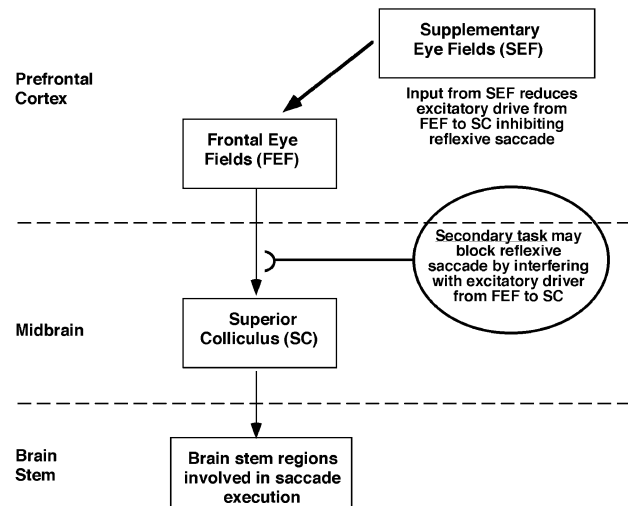 Supplementary
Eye Fields (SEF)
Prefrontal
Cortex
Input from SEF reduces
excitatory drive from
FEF to SC inhibiting
reflexive saccade
Frontal Eye
Fields (FEF)
Secondary task may
block reflexive
saccade by interfering
with excitatory driver
from FEF to SC
Midbrain
Superior
Colliculus (SC)
Brain
Stem
Brain stem regions
involved in saccade
execution